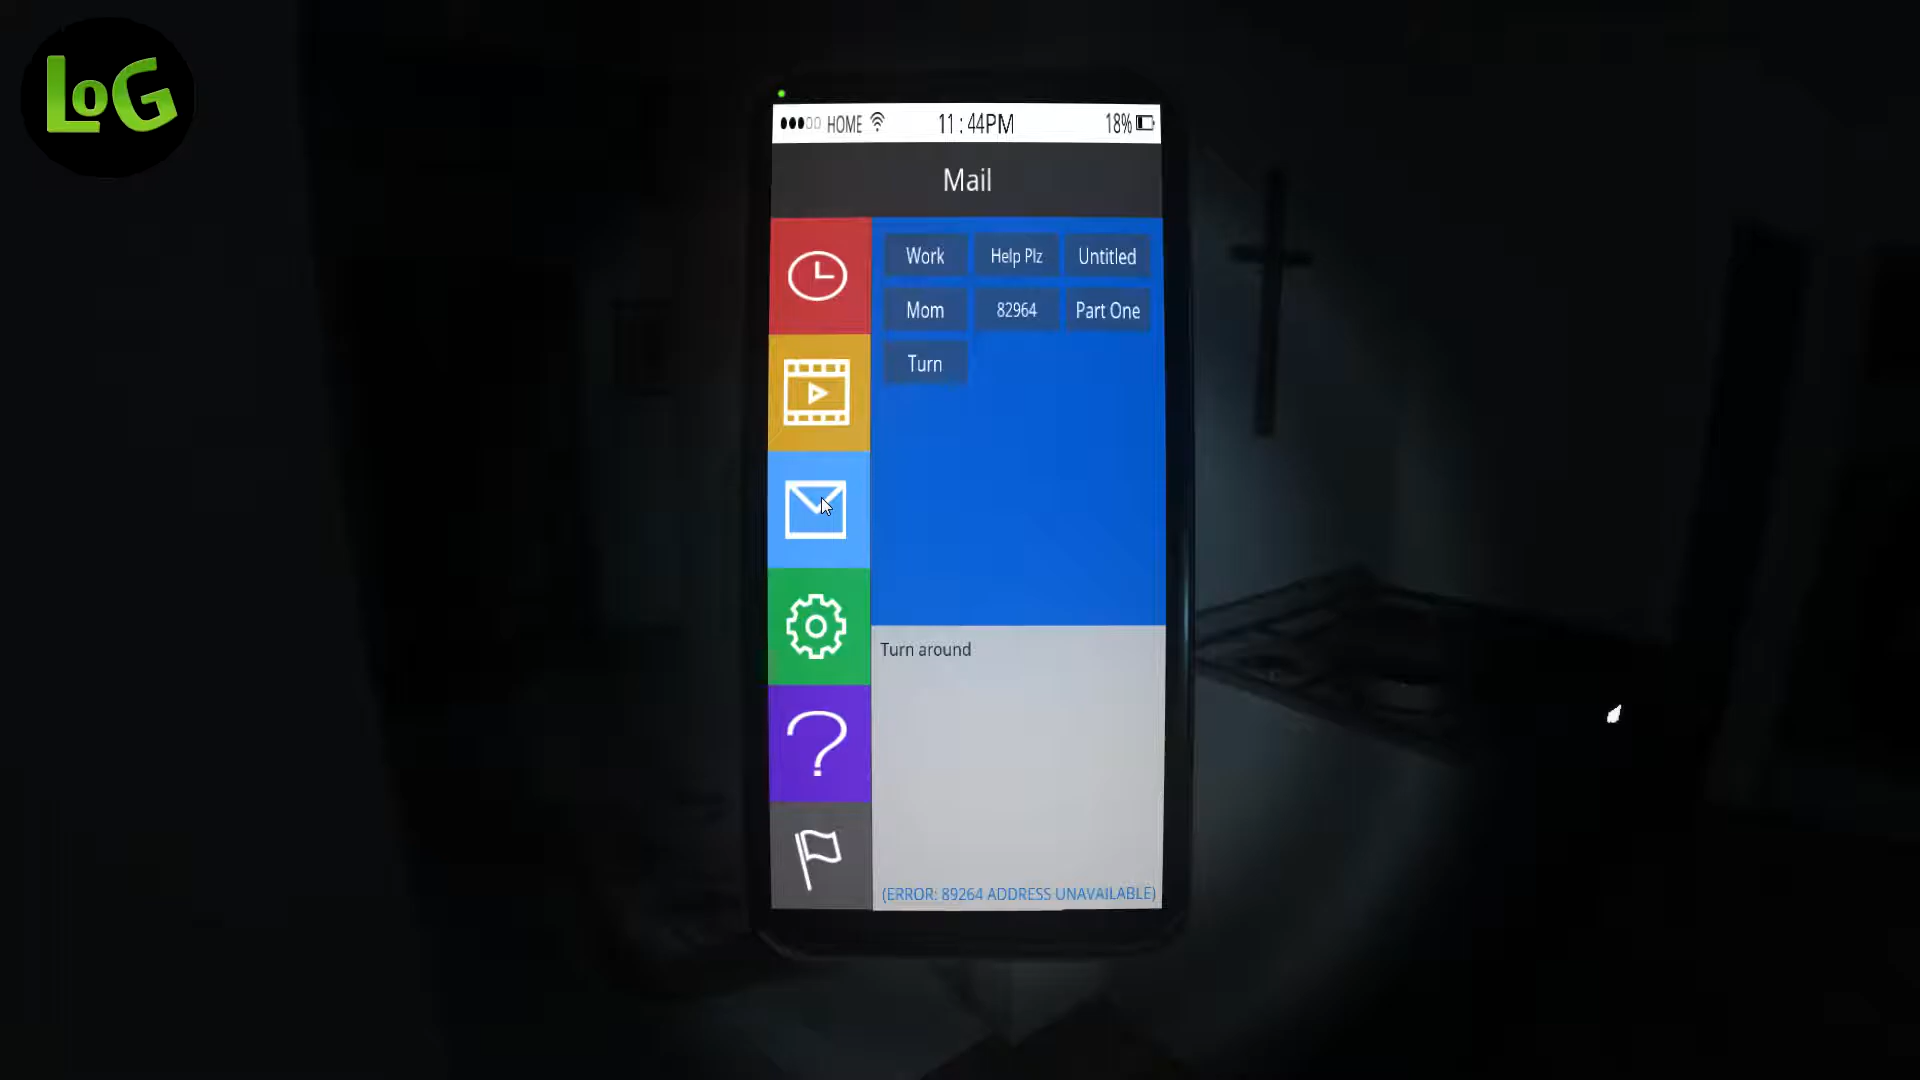 LoG
HOME 11:44PM 18%
Mail
Work Help Plz Untitled
Mom 82964 Part One
Turn
Turn around
(ERROR: 89264 ADDRESS UNAVAILABLE)